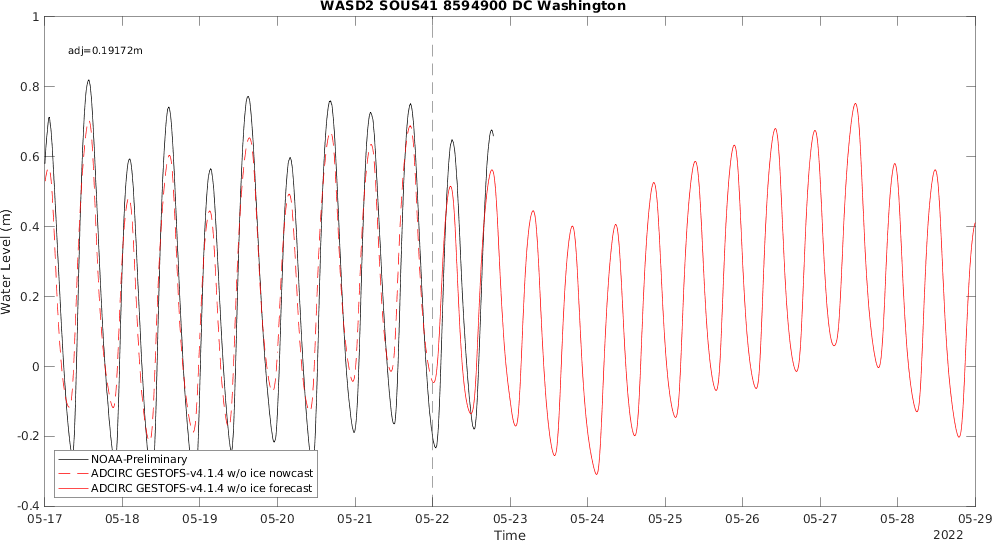 WASD2 SOUS41 8594900 DC Washington
adj=0.19172m
1
0.8
0.6
0.4
0.2
0
-0.2
-0.4
Water Level (m)
NOAA-Preliminary
ADCIRC GESTOFS-v4.1.4 w/o ice nowcast
ADCIRC GESTOFS-v4.1.4 w/o ice forecast
05-17 05-18 05-19 05-20 05-21 05-22 05-23 05-24 05-25 05-26 05-27 05-28 05-29
Time
2022